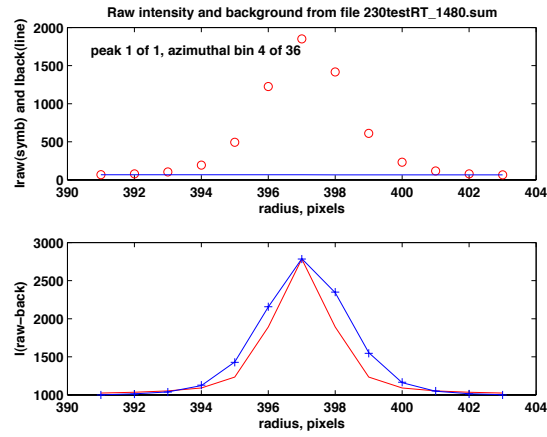 Raw intensity and background from file 230testRT_1480.sum
peak 1 of 1, azimuthal bin 4 of 36
Iraw(symb) and Iback(line)
2000
1500
1000
500
0
390 392 394 396 398 400 402 404
radius, pixels
I(raw-back)
3000
2500
2000
1500
1000
390 392 394 396 398 400 402 404
radius, pixels